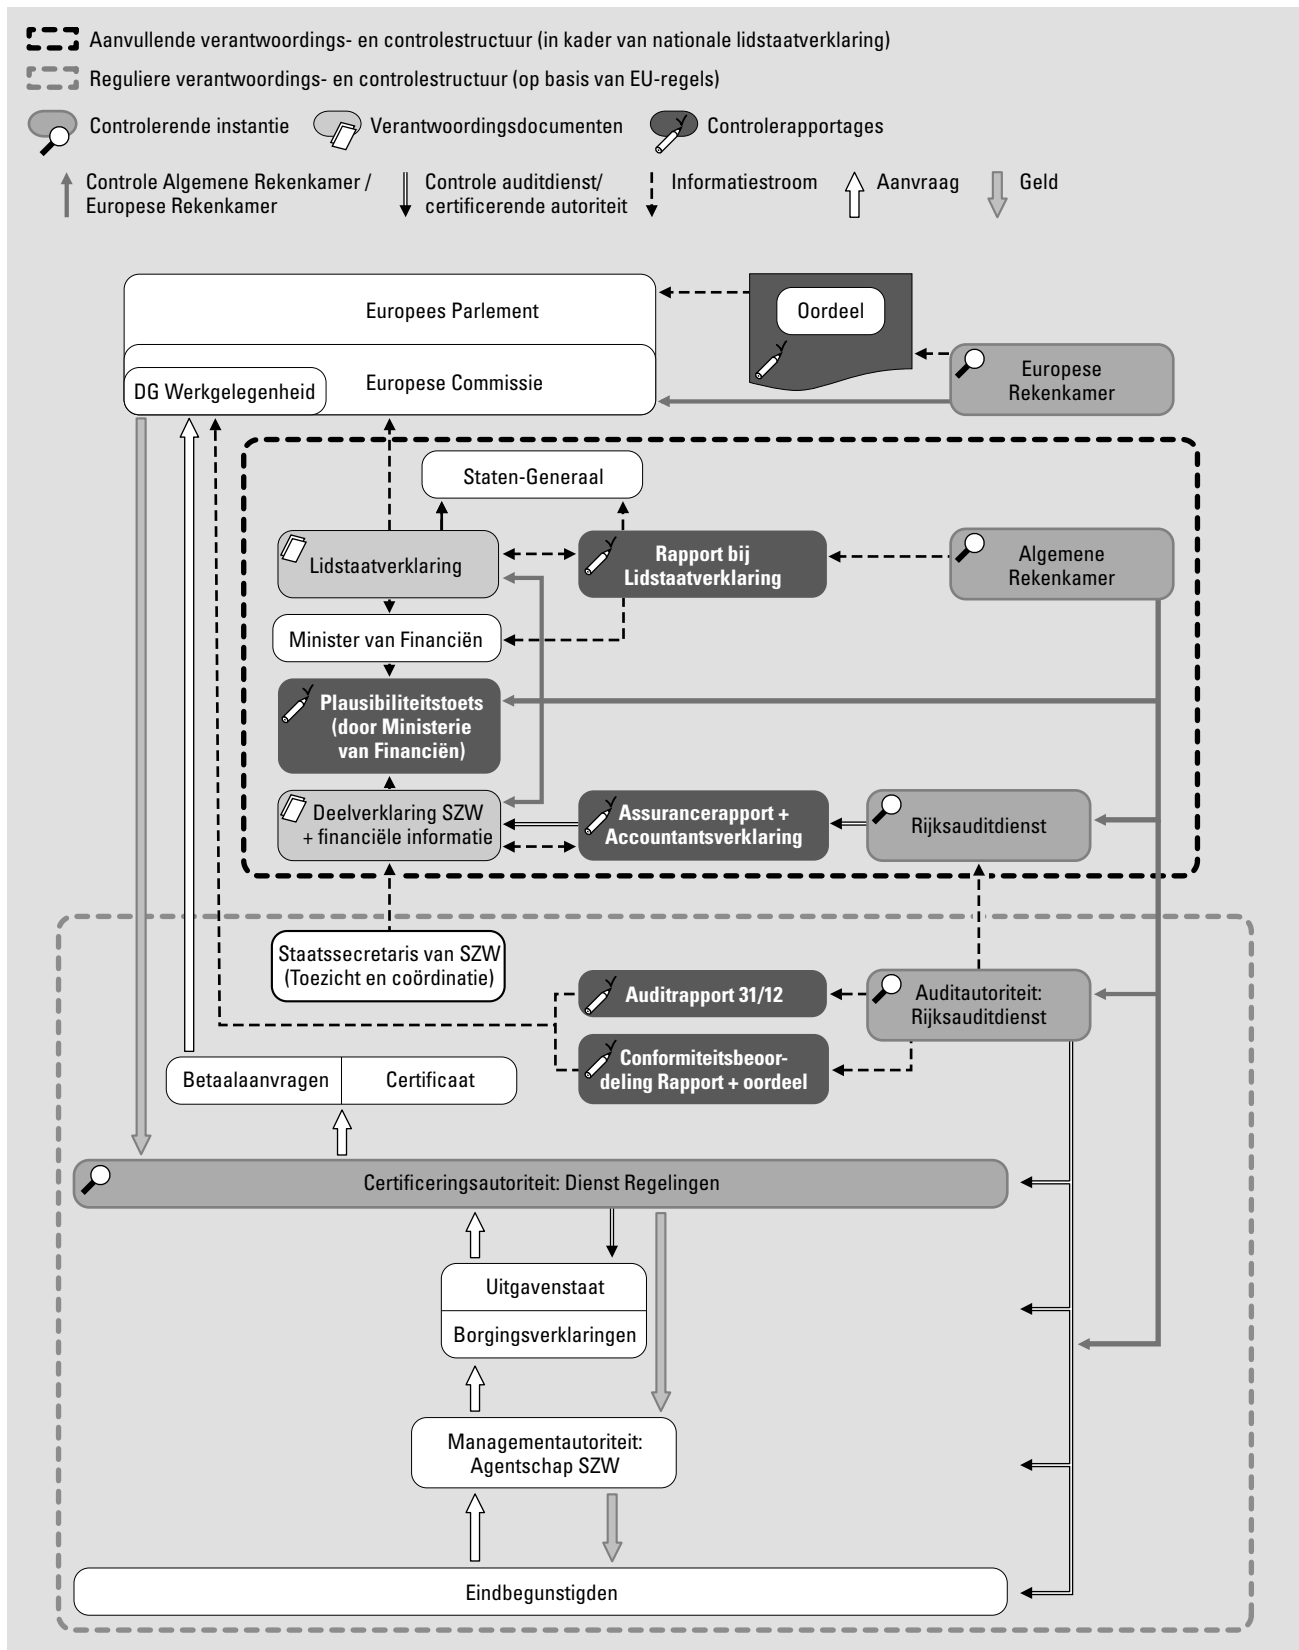 Aanvullende verantwoordings- en controlestructuur (in kader van nationale lidstaatverklaring)
Reguliere verantwoordings- en controlestructuur (op basis van EU-regels)
Controlerende instantie
Verantwoordingsdocumenten
Controlerapportages
Controle Algemene Rekenkamer /
Europese Rekenkamer
Controle auditdienst/
certificerende autoriteit
Informatiestroom
Aanvraag
Geld
Europees Parlement
Oordeel
Europese Commissie
DG Werkgelegenheid
Europese
Rekenkamer
Staten-Generaal
Lidstaatverklaring
Rapport bij
Lidstaatverklaring
Algemene
Rekenkamer
Minister van Financiën
Plausibiliteitstoets
(door Ministerie
van Financiën)
Deelverklaring SZW
+ financiële informatie
Assurancerapport +
Accountantsverklaring
Rijksauditdienst
Staatssecretaris van SZW
(Toezicht en coördinatie)
Auditrapport 31/12
Auditautoriteit:
Rijksauditdienst
Conformiteitsbeoor-
deling Rapport + oordeel
Betaalaanvragen
Certificaat
Certificeringsautoriteit: Dienst Regelingen
Uitgavenstaat
Borgingsverklaringen
Managementautoriteit:
Agentschap SZW
Eindbegunstigden